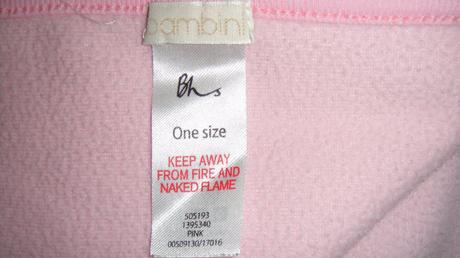 bambini
Bhs
One size
KEEP AWAY
FROM FIRE AND
NAKED FLAME
505193
1395340
PINK
00509130/17016